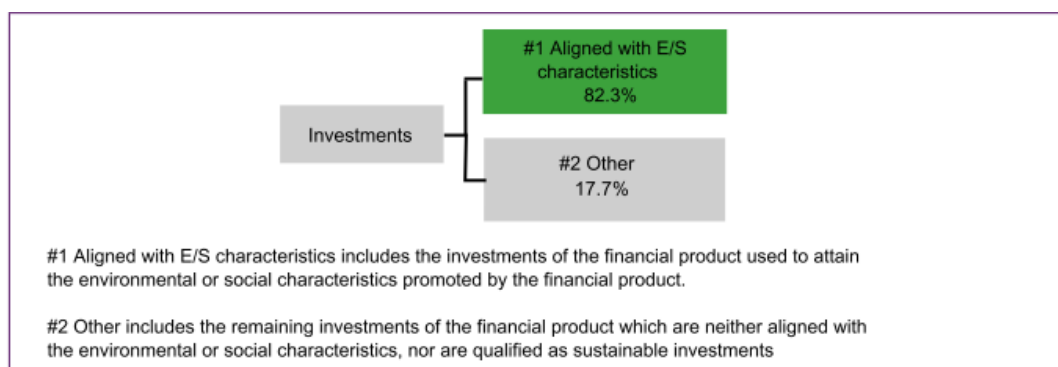 #1 Aligned with E/S
characteristics
82.3%
Investments
#2 Other
17.7%
#1 Aligned with E/S characteristics includes the investments of the financial product used to attain
the environmental or social characteristics promoted by the financial product.
#2 Other includes the remaining investments of the financial product which are neither aligned with
the environmental or social characteristics, nor are qualified as sustainable investments